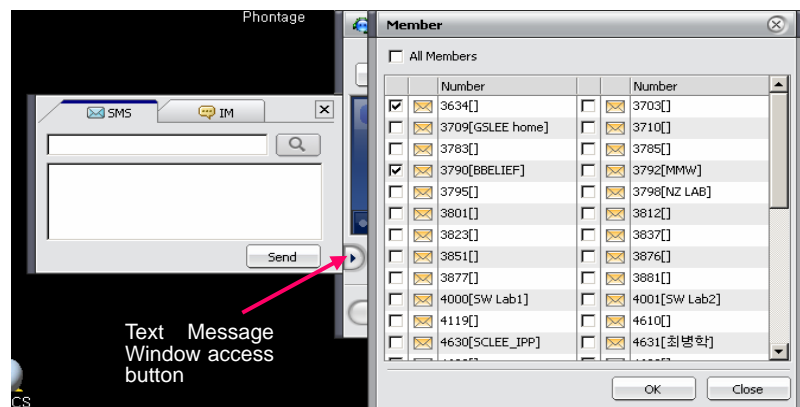 Phontage
SMS
IM
Send
Text Message
Window access
button
CS
Member
All Members
Number Number
3634[] 3703[]
3709[GSLEE home] 3710[]
3783[] 3785[]
3790[BBELIEF] 3792[MMW]
3795[] 3798[NZ LAB]
3801[] 3812[]
3823[] 3837[]
3851[] 3876[]
3877[] 3881[]
4000[SW Lab1] 4001[SW Lab2]
4119[] 4610[]
4630[SCLEE_IPP] 4631[최병학]
OK Close